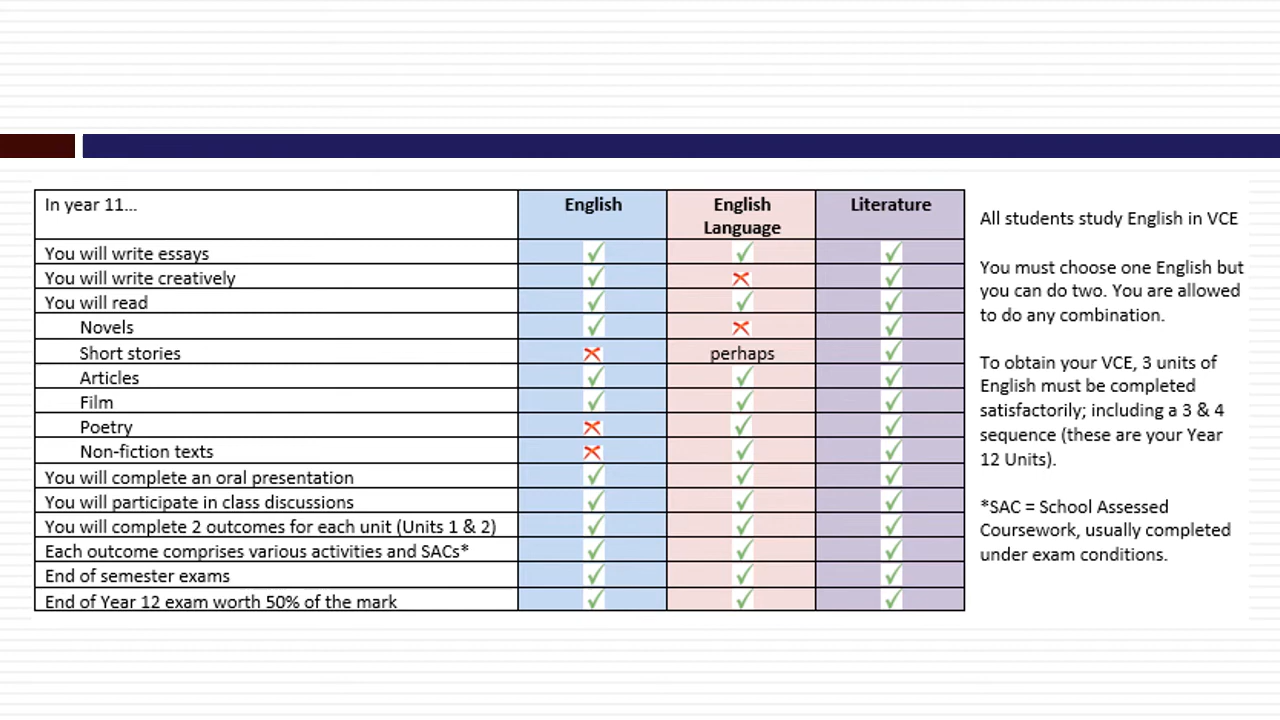 In year 11... English English Language Literature
You will write essays ✓ ✓ ✓
You will write creatively ✓ ✗ ✓
You will read ✓ ✓ ✓
Novels ✓ ✗ ✓
Short stories ✗ perhaps ✓
Articles ✓ ✓ ✓
Film ✓ ✓ ✓
Poetry ✗ ✓ ✓
Non-fiction texts ✗ ✓ ✓
You will complete an oral presentation ✓ ✓ ✓
You will participate in class discussions ✓ ✓ ✓
You will complete 2 outcomes for each unit (Units 1 & 2) ✓ ✓ ✓
Each outcome comprises various activities and SACs* ✓ ✓ ✓
End of semester exams ✓ ✓ ✓
End of Year 12 exam worth 50% of the mark ✓ ✓ ✓
All students study English in VCE
You must choose one English but
you can do two. You are allowed
to do any combination.
To obtain your VCE, 3 units of
English must be completed
satisfactorily; including a 3 & 4
sequence (these are your Year
12 Units).
*SAC = School Assessed
Coursework, usually completed
under exam conditions.